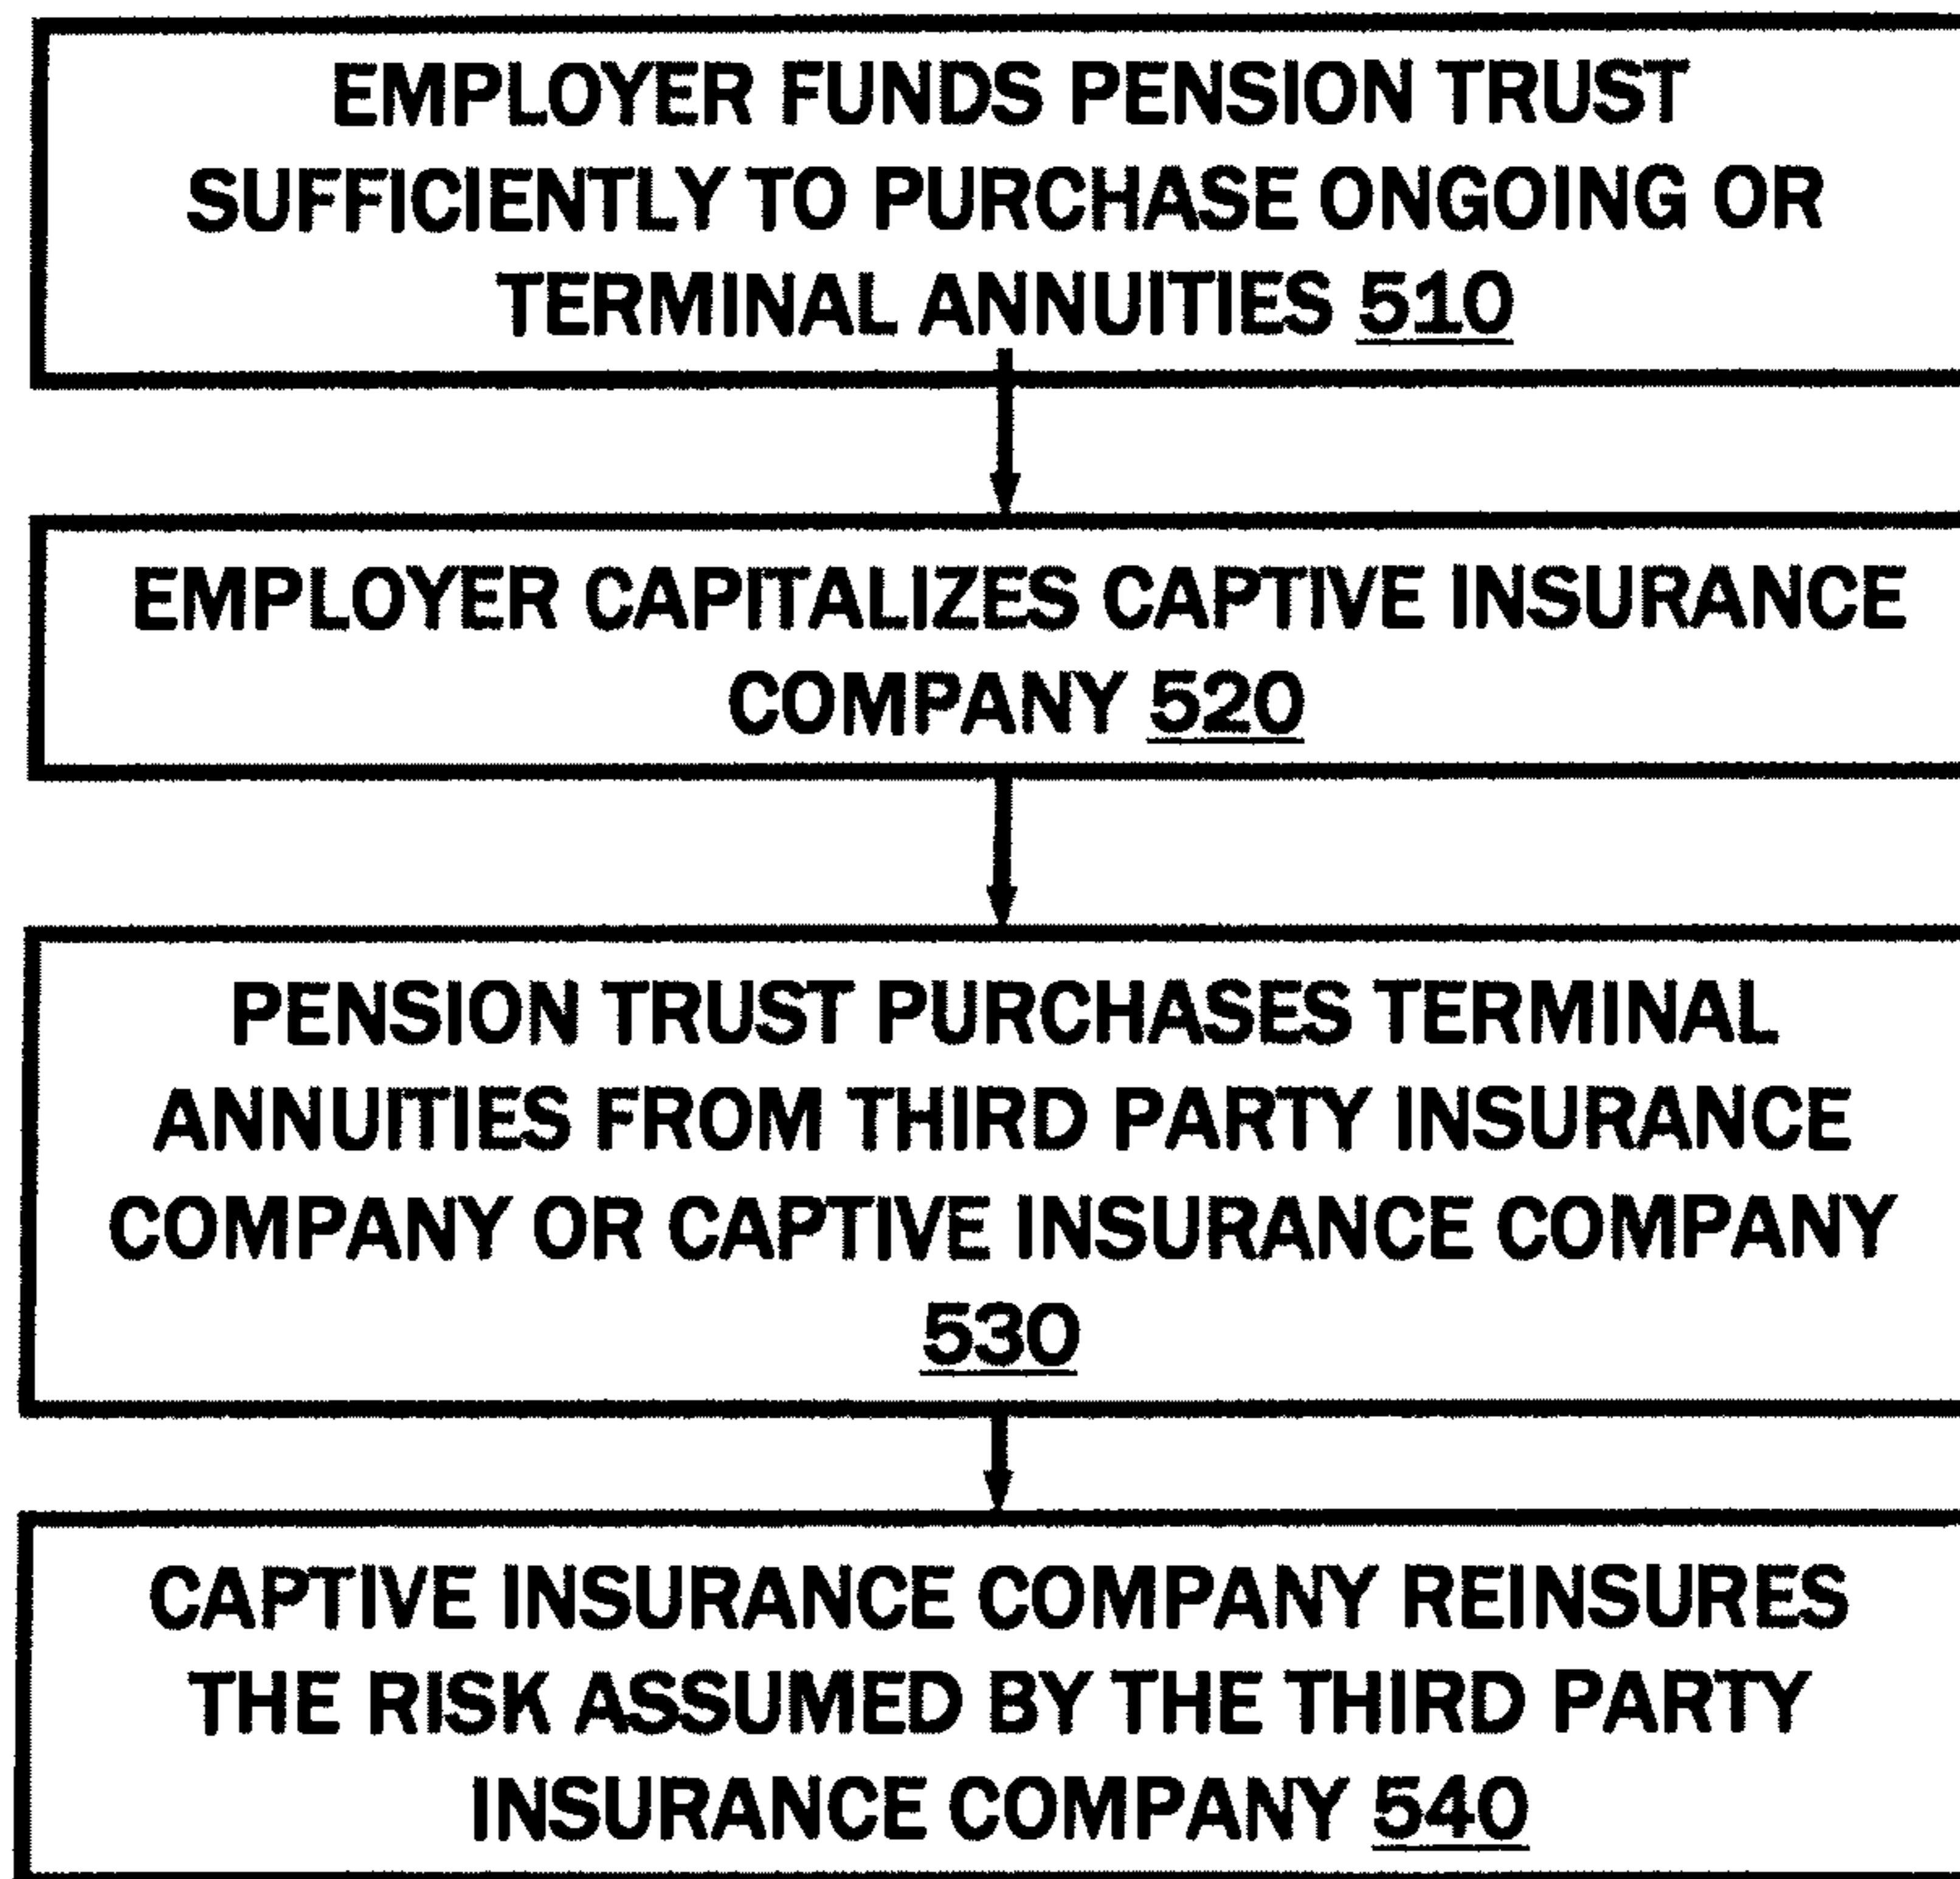 EMPLOYER FUNDS PENSION TRUST
SUFFICIENTLY TO PURCHASE ONGOING OR
TERMINAL ANNUITIES 510
EMPLOYER CAPITALIZES CAPTIVE INSURANCE
COMPANY 520
PENSION TRUST PURCHASES TERMINAL
ANNUITIES FROM THIRD PARTY INSURANCE
COMPANY OR CAPTIVE INSURANCE COMPANY
530
CAPTIVE INSURANCE COMPANY REINSURES
THE RISK ASSUMED BY THE THIRD PARTY
INSURANCE COMPANY 540